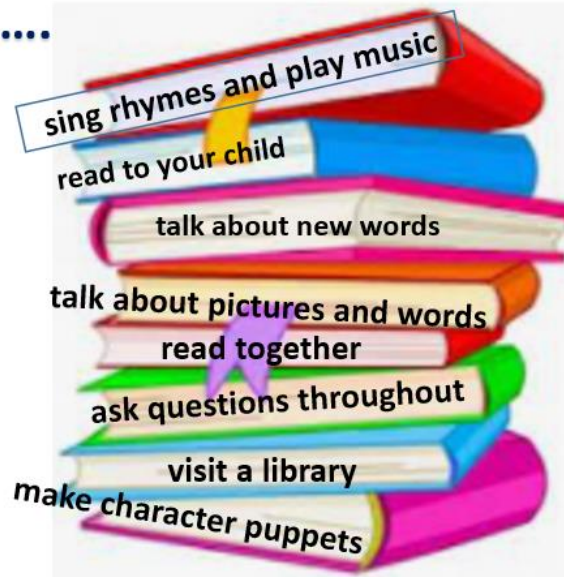 .....
sing rhymes and play music
read to your child
talk about new words
talk about pictures and words
read together
ask questions throughout
visit a library
make character puppets